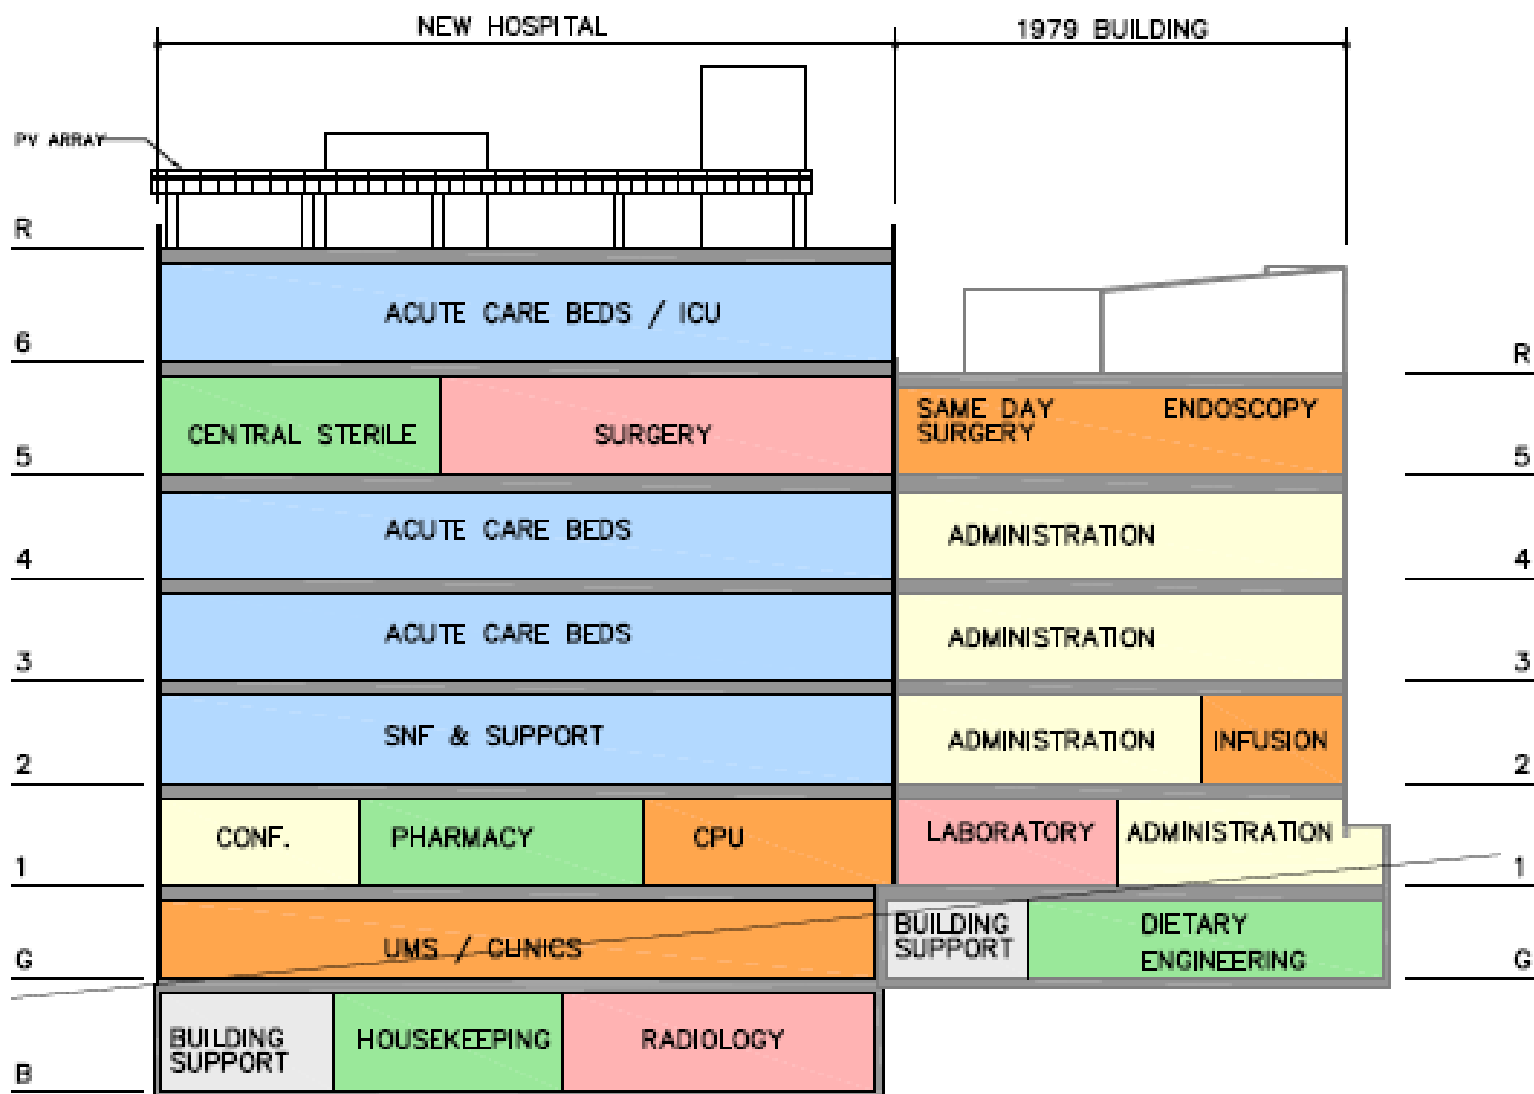 NEW HOSPITAL
1979 BUILDING
PV ARRAY
R
ACUTE CARE BEDS / ICU
6
R
CENTRAL STERILE
SURGERY
SAME DAY
SURGERY
ENDOSCOPY
5
5
ACUTE CARE BEDS
ADMINISTRATION
4
4
ACUTE CARE BEDS
ADMINISTRATION
3
3
SNF & SUPPORT
ADMINISTRATION
INFUSION
2
2
CONF.
PHARMACY
CPU
LABORATORY
ADMINISTRATION
1
1
UMS / CLINICS
BUILDING
SUPPORT
DIETARY
ENGINEERING
G
G
BUILDING
SUPPORT
HOUSEKEEPING
RADIOLOGY
B